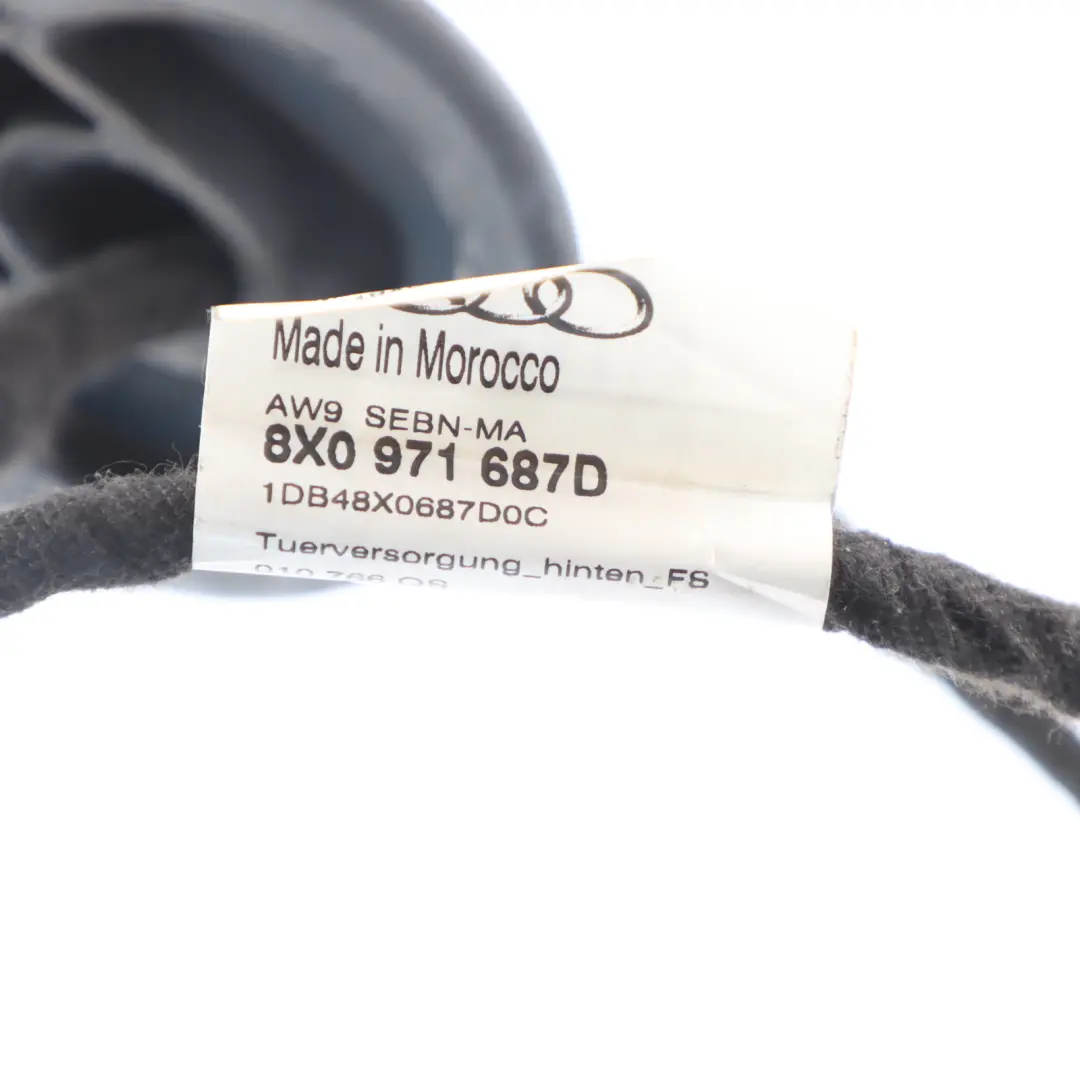 Made in Morocco
AW9 SEBN-MA
8X0 971 687D
1DB48X0687D0C
Tuerversorgung_hinten_FS